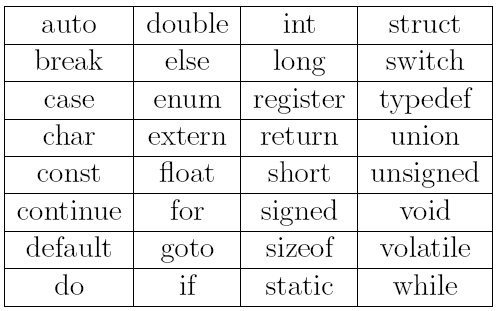 auto double int struct
break else long switch
case enum register typedef
char extern return union
const float short unsigned
continue for signed void
default goto sizeof volatile
do if static while